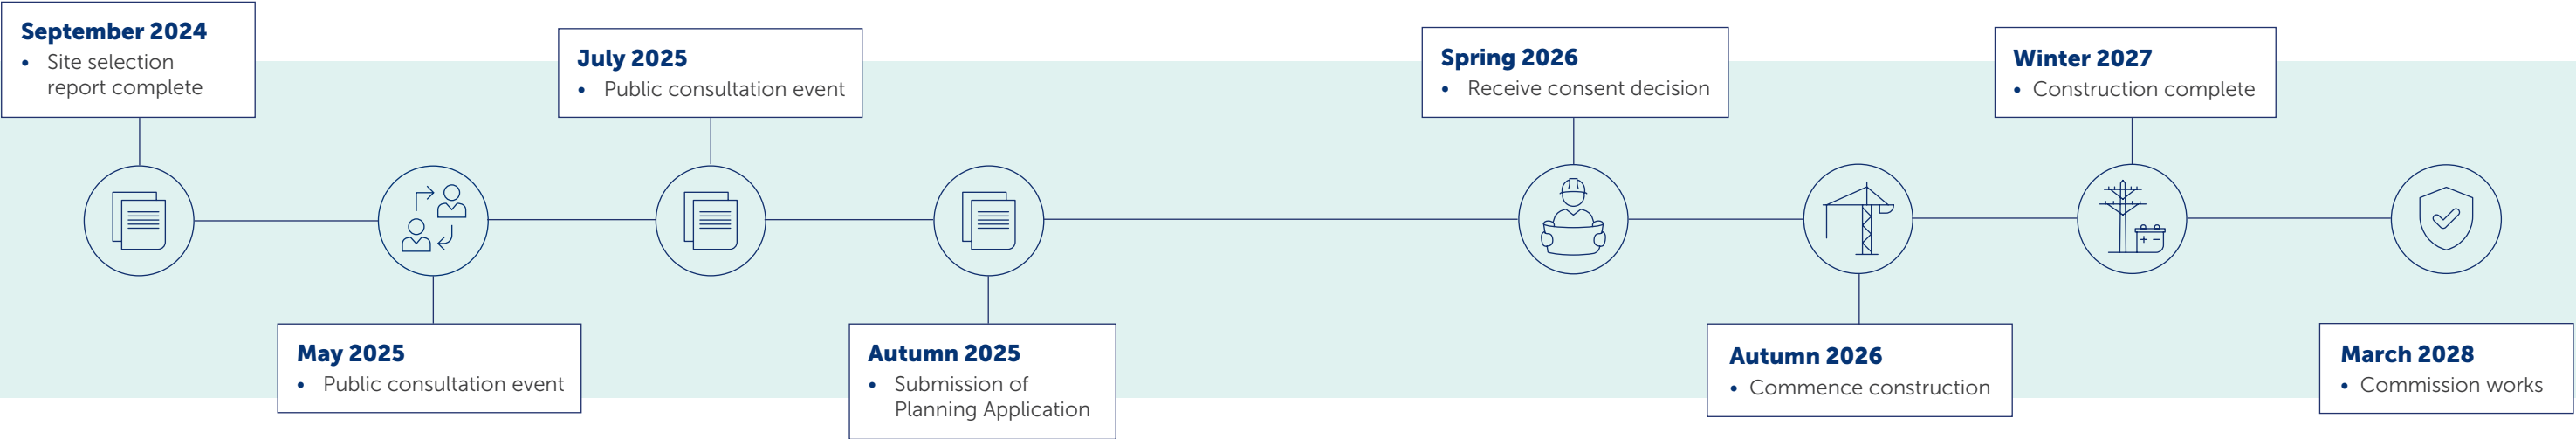 September 2024
• Site selection
report complete
May 2025
• Public consultation event
July 2025
• Public consultation event
Autumn 2025
• Submission of
Planning Application
Spring 2026
• Receive consent decision
Autumn 2026
• Commence construction
Winter 2027
• Construction complete
March 2028
• Commission works